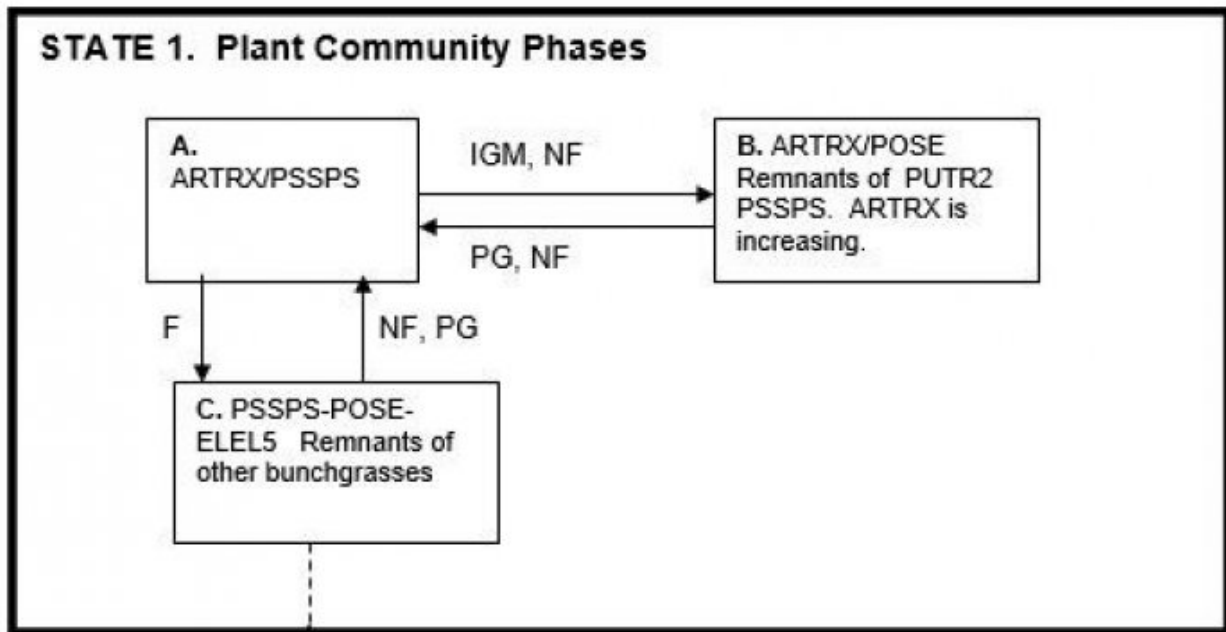 STATE 1. Plant Community Phases
A.
ARTRX/PSSPS
IGM, NF
B. ARTRX/POSE
Remnants of PUTR2
PSSPS. ARTRX is
increasing.
PG, NF
F
NF, PG
C. PSSPS-POSE-
ELEL5 Remnants of
other bunchgrasses